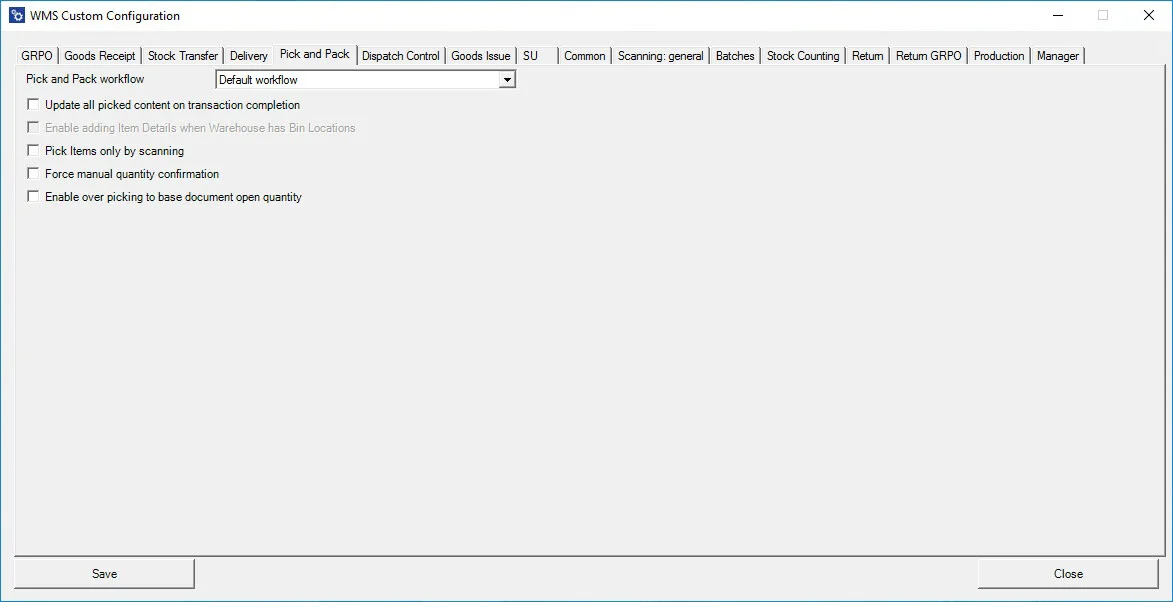 WMS Custom Configuration
GRPO Goods Receipt Stock Transfer Delivery Pick and Pack Dispatch Control Goods Issue SU Common Scanning: general Batches Stock Counting Return Return GRPO Production Manager
Pick and Pack workflow Default workflow
Update all picked content on transaction completion
Enable adding Item Details when Warehouse has Bin Locations
Pick Items only by scanning
Force manual quantity confirmation
Enable over picking to base document open quantity
Save Close